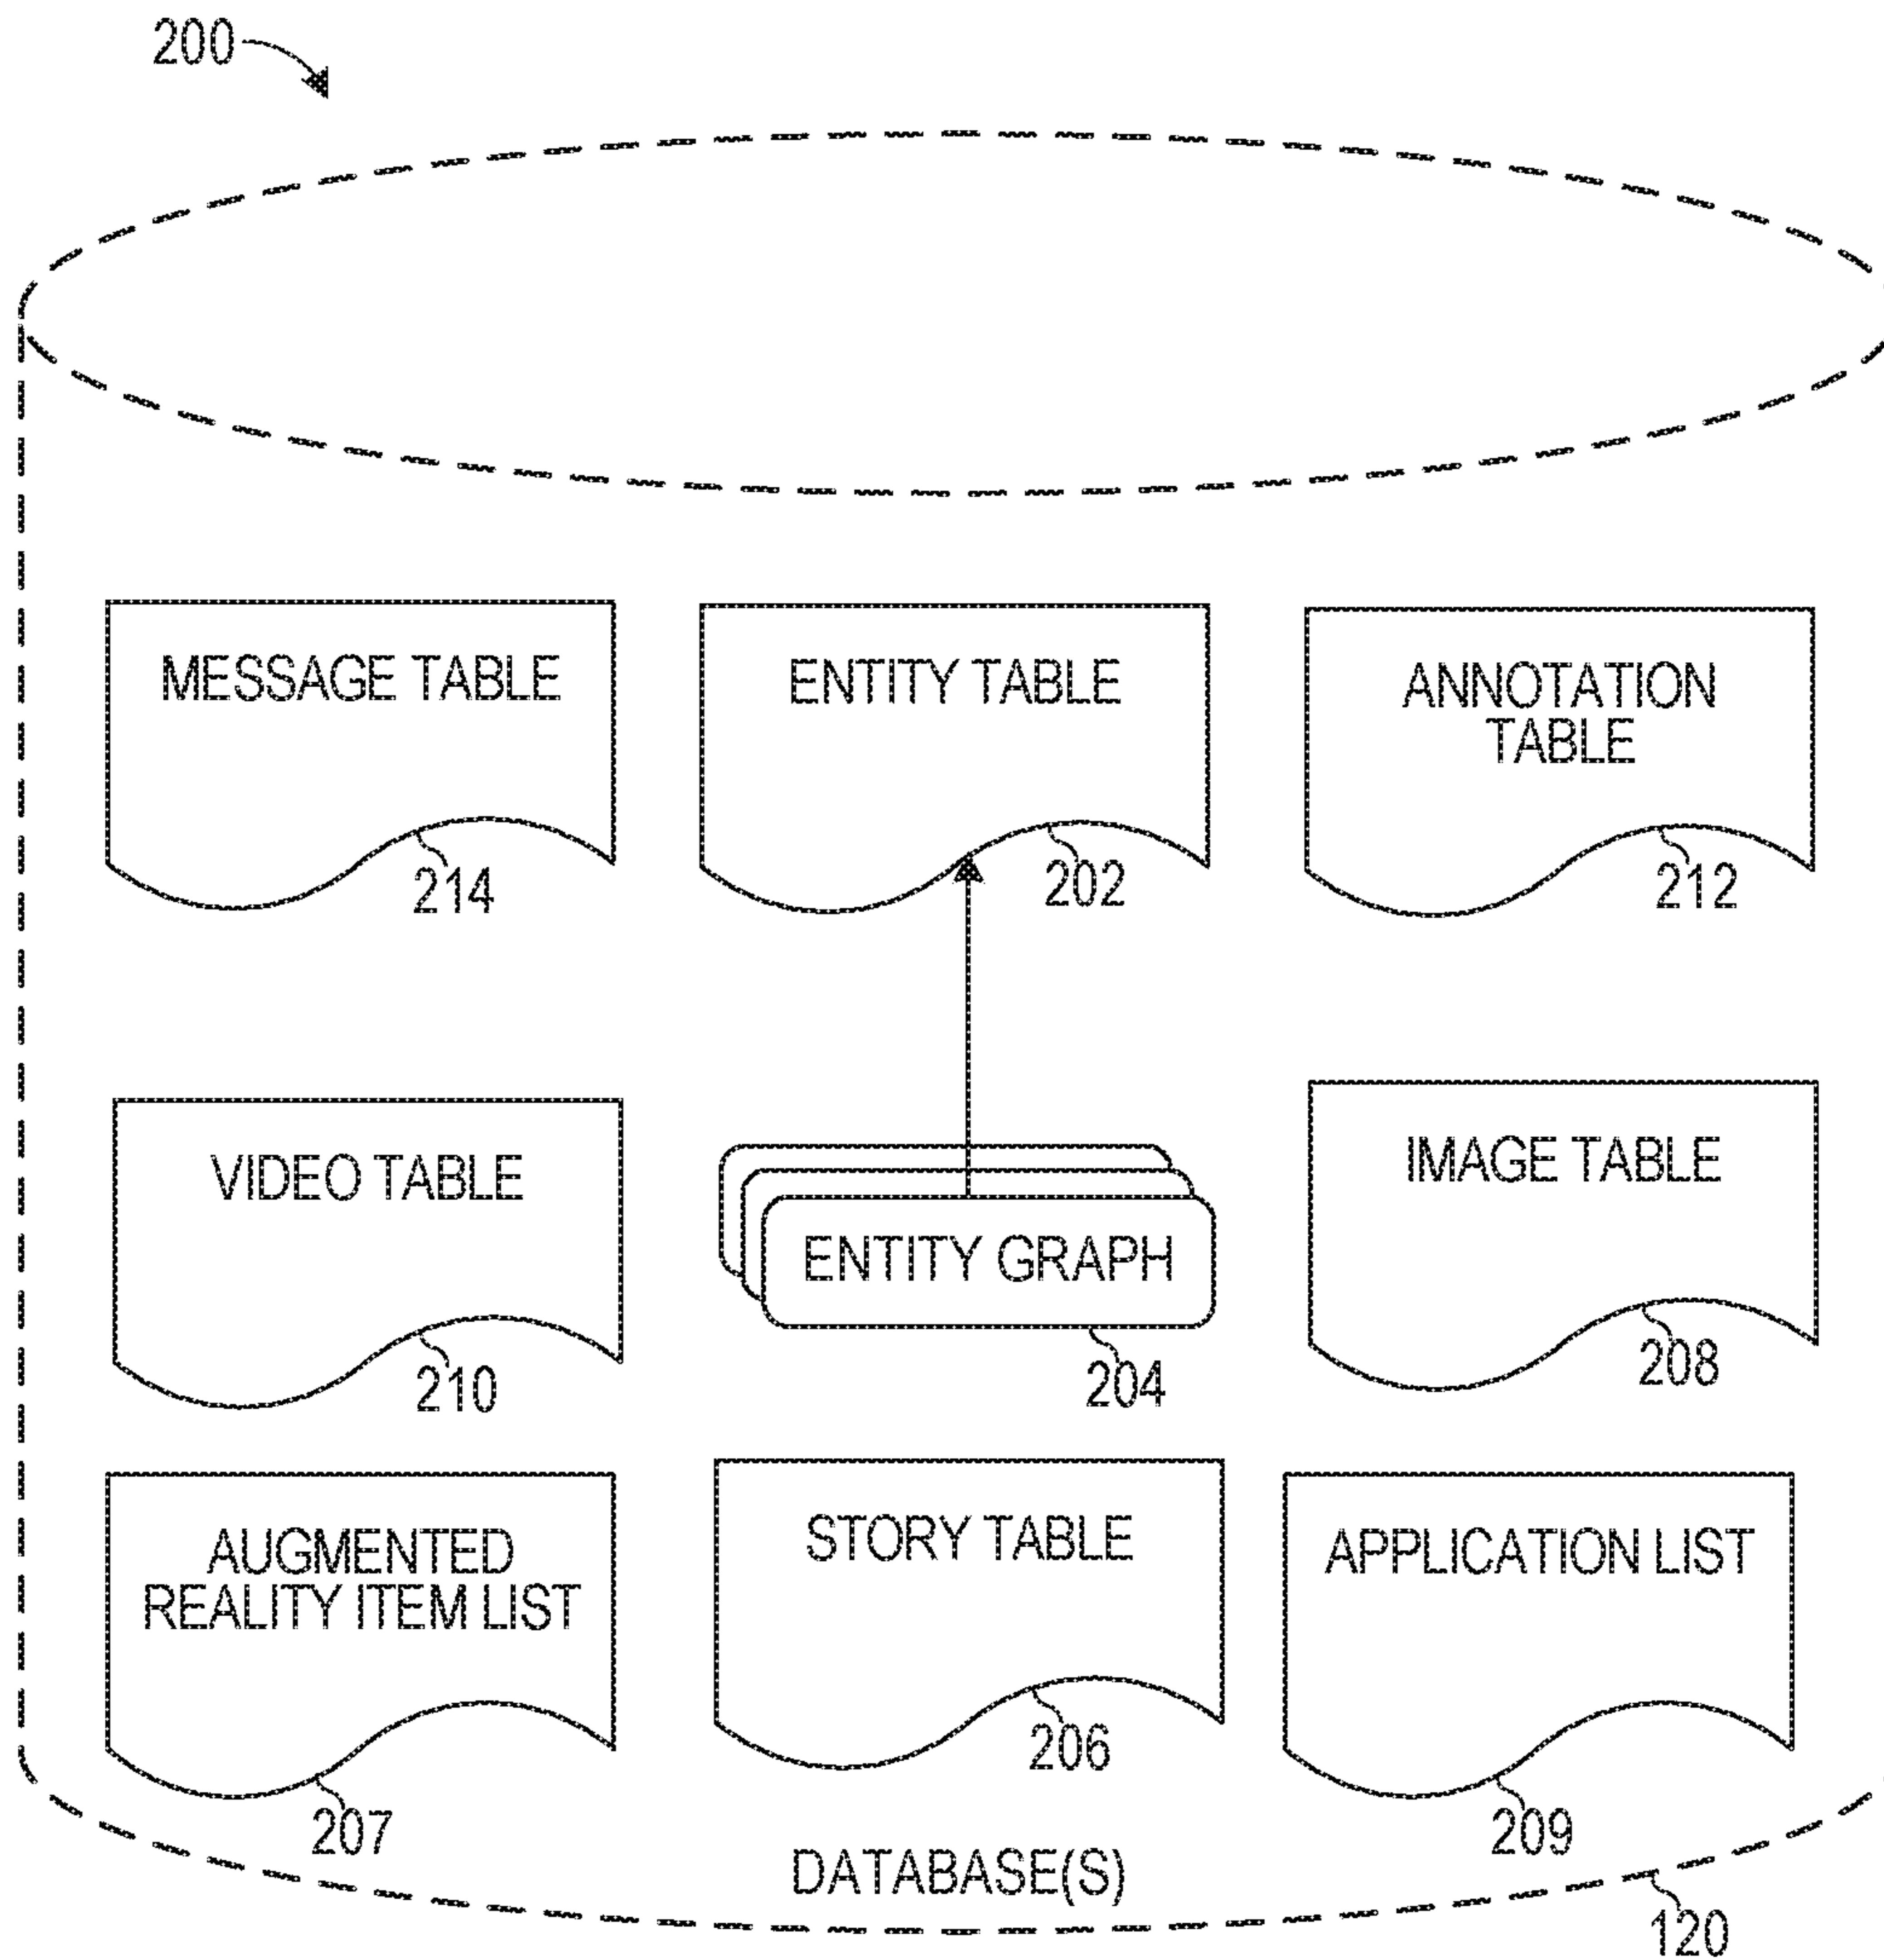 200
MESSAGE TABLE
214
ENTITY TABLE
202
ANNOTATION
TABLE
212
VIDEO TABLE
210
ENTITY GRAPH
204
IMAGE TABLE
208
AUGMENTED
REALITY ITEM LIST
207
STORY TABLE
206
APPLICATION LIST
209
DATABASE(S)
120